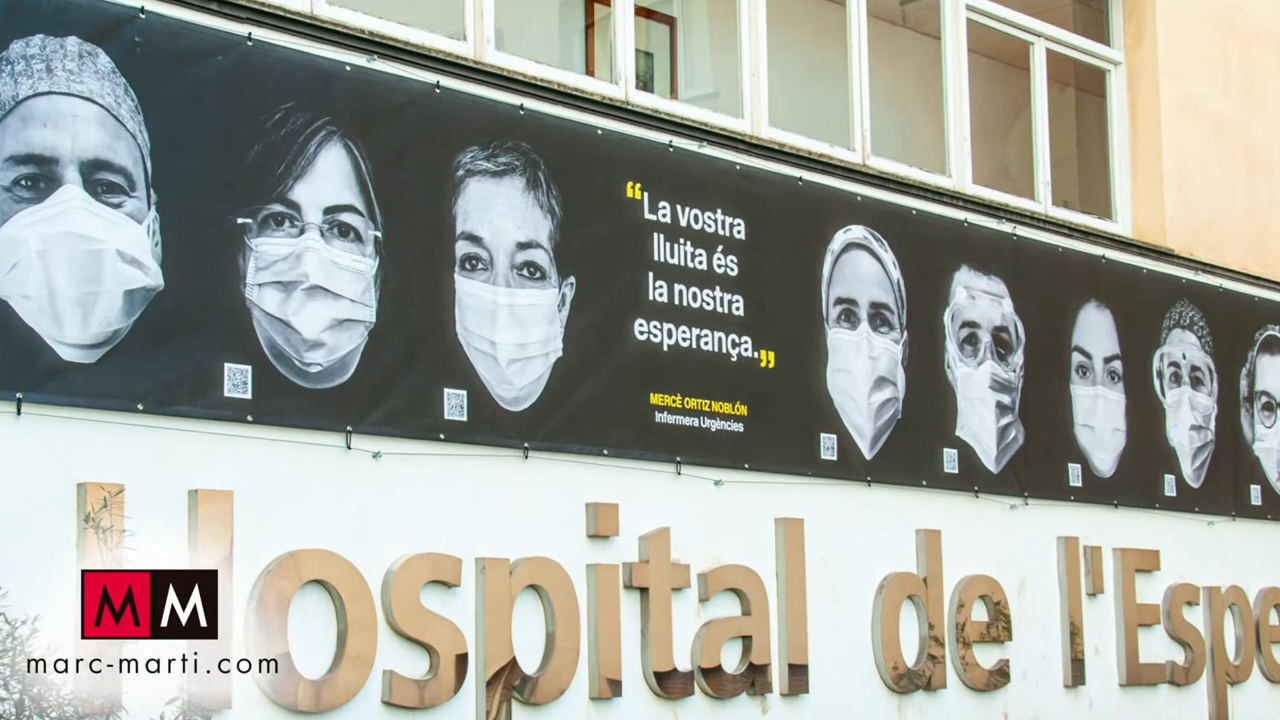 “La vostra
lluita és
la nostra
esperança.”
MERCÈ ORTIZ NOBLÓN
Infermera Urgències
Hospital de l'Espe
MM
marc-marti.com